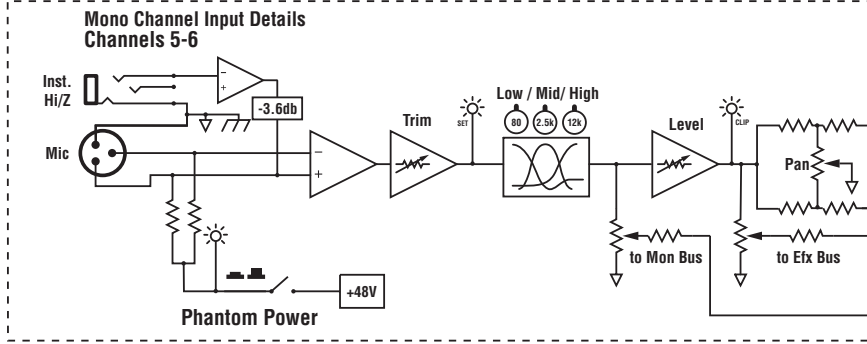 Mono Channel Input Details
Channels 5-6
Inst.
Hi/Z
-3.6db
Mic
Trim
SET
Low / Mid/ High
80 2.5k 12k
Level
CLIP
Pan
to Mon Bus
to Efx Bus
+48V
Phantom Power